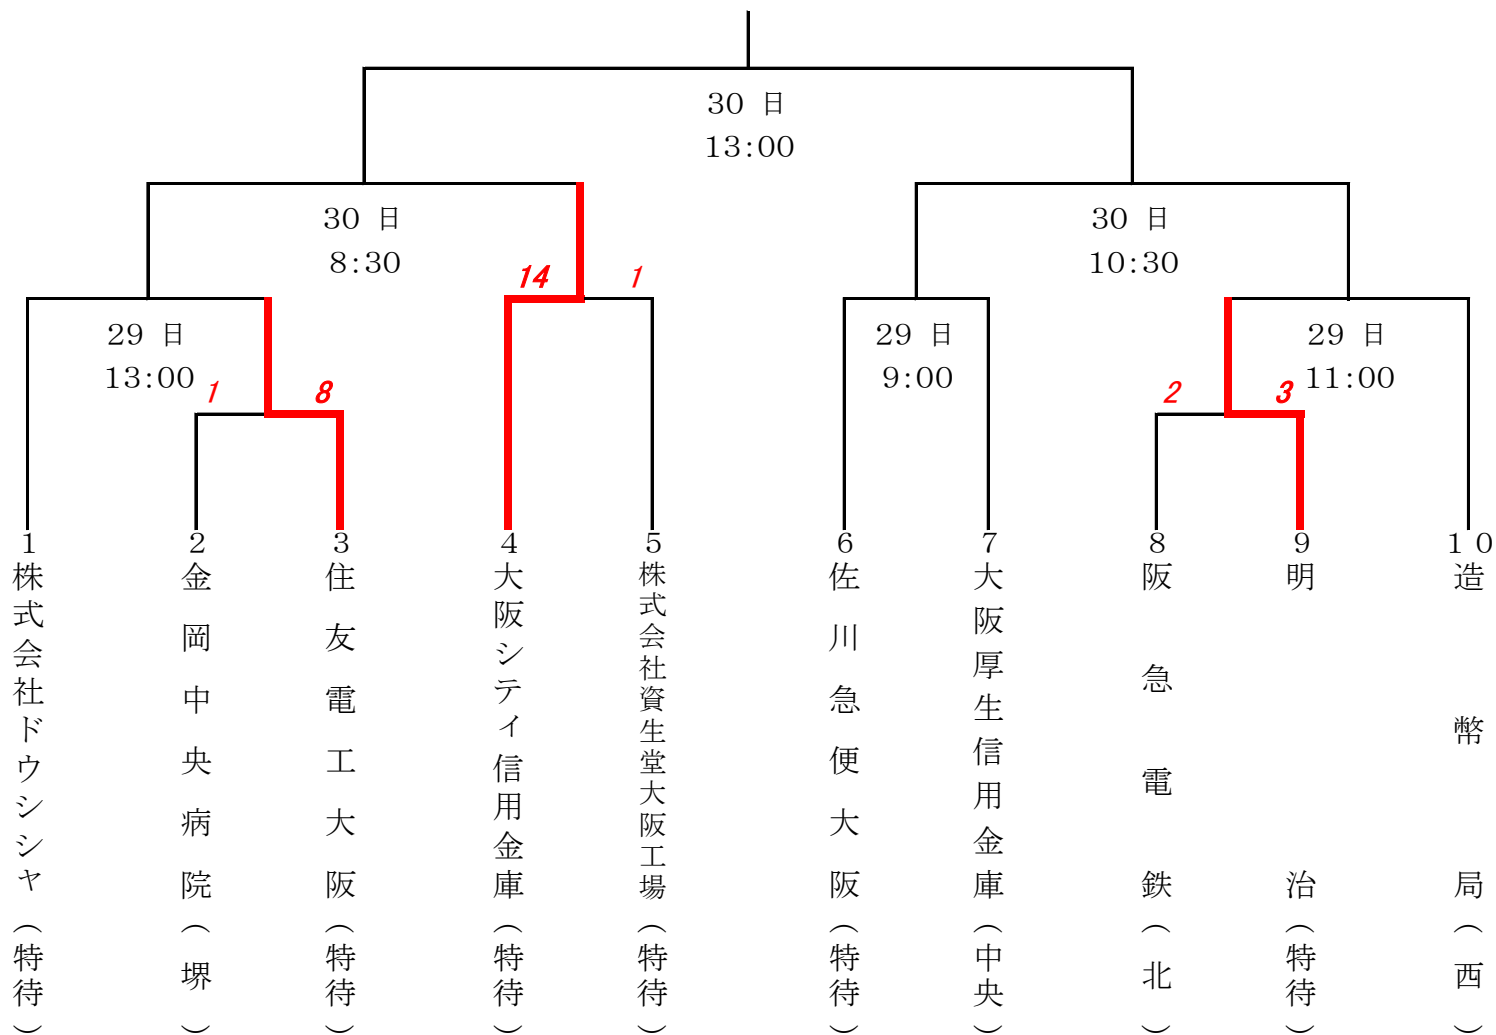 30 日
13:00
30 日
8:30
30 日
10:30
14
1
29 日
13:00
29 日
9:00
29 日
11:00
1
8
2
3
1
株式会社ドウシシャ(特待)
2
金岡中央病院(堺)
3
住友電工大阪(特待)
4
大阪シティ信用金庫(特待)
5
株式会社資生堂大阪工場(特待)
6
佐川急便大阪(特待)
7
大阪厚生信用金庫(中央)
8
阪急電鉄(北)
9
明治(特待)
10
造幣局(西)